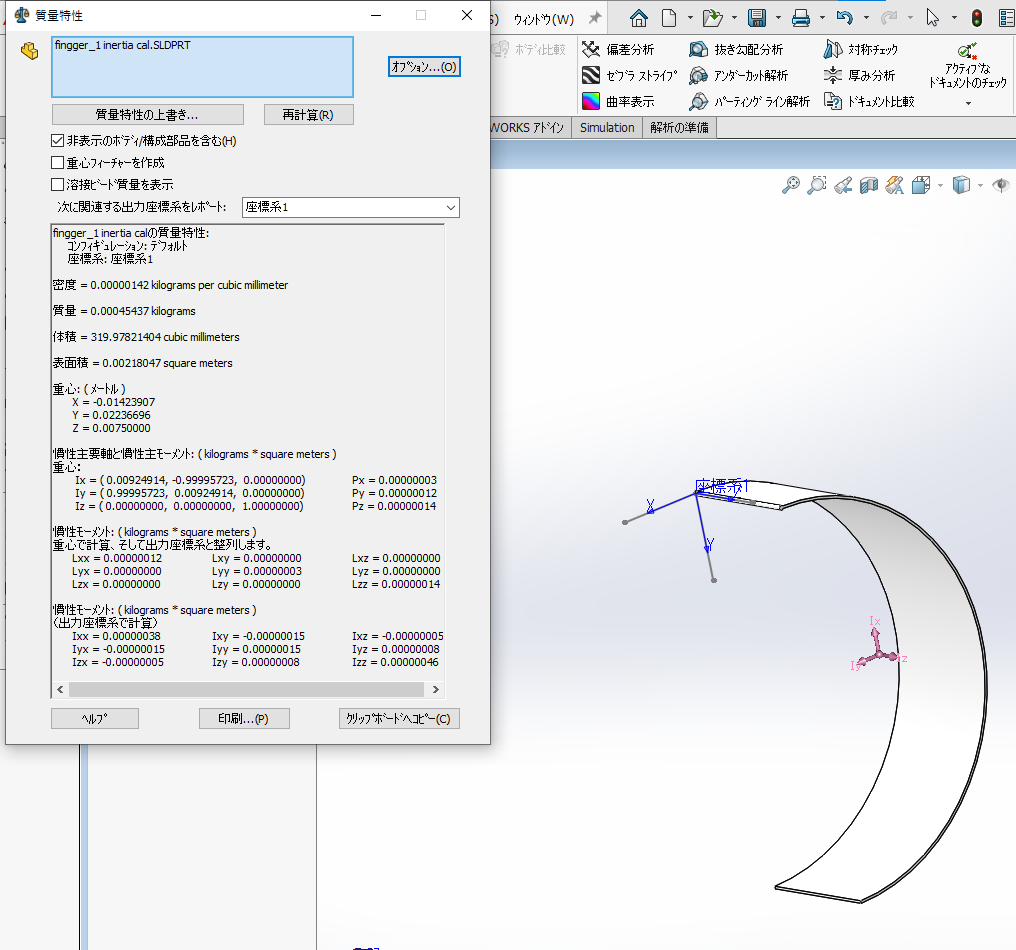 質量特性
S) ウィンドウ(W)
fingger_1 inertia cal.SLDPRT
オプション...(O)
質量特性の上書き... 再計算(R)
非表示のボディ/構成部品を含む(H)
重心フィーチャーを作成
溶接ビード質量を表示
次に関連する出力座標系をレポート: 座標系1
fingger_1 inertia calの質量特性:
コンフィギュレーション: デフォルト
座標系: 座標系1
密度 = 0.00000142 kilograms per cubic millimeter
質量 = 0.00045437 kilograms
体積 = 319.97821404 cubic millimeters
表面積 = 0.00218047 square meters
重心: ( メートル )
X = -0.01423907
Y = 0.02236696
Z = 0.00750000
慣性主要軸と慣性主モーメント: ( kilograms * square meters )
重心:
Ix = ( 0.00924914, -0.99995723, 0.00000000) Px = 0.00000003
Iy = ( 0.99995723, 0.00924914, 0.00000000) Py = 0.00000012
Iz = ( 0.00000000, 0.00000000, 1.00000000) Pz = 0.00000014
慣性モーメント: ( kilograms * square meters )
重心で計算、そして出力座標系と整列します。
Lxx = 0.00000012 Lxy = 0.00000000 Lxz = 0.00000000
Lyx = 0.00000000 Lyy = 0.00000003 Lyz = 0.00000000
Lzx = 0.00000000 Lzy = 0.00000000 Lzz = 0.00000014
慣性モーメント: ( kilograms * square meters )
(出力座標系で計算)
Ixx = 0.00000038 Ixy = -0.00000015 Ixz = -0.00000005
Iyx = -0.00000015 Iyy = 0.00000015 Iyz = 0.00000008
Izx = -0.00000005 Izy = 0.00000008 Izz = 0.00000046
ヘルプ 印刷...(P) クリップボードへコピー(C)
ボディ比較 偏差分析 抜き勾配分析 対称チェック
ゼブラ ストライプ アンダーカット解析 厚み分析
曲率表示 パーティング ライン解析 ドキュメント比較
アクティブな
ドキュメントのチェック
WORKS アドイン Simulation 解析の準備
座標系1
X
Y
Ix
Iy
Iz